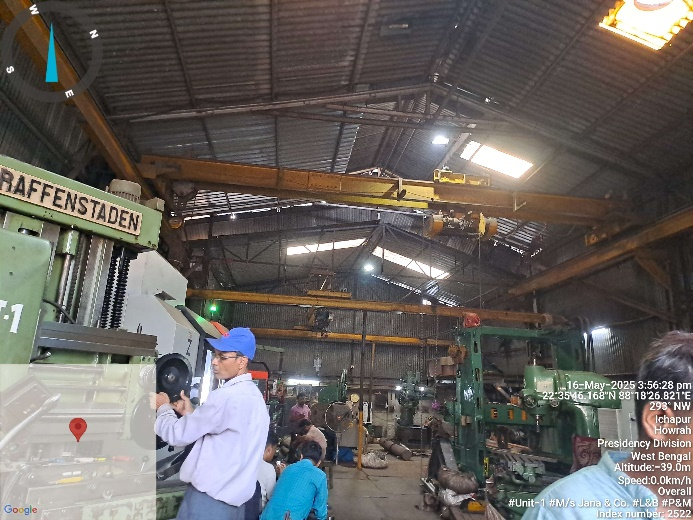 W
N
S
E
RAFFENSTADEN
T-1
16-May-2025 3:56:28 pm
22°35'46.168"N 88°18'26.821"E
293° NW
Ichapur
Howrah
Presidency Division
West Bengal
Altitude:-39.0m
Speed:0.0km/h
Overall
#Unit-1 #M/s Jana & Co. #L&B #P&M
Index number: 2522
Google